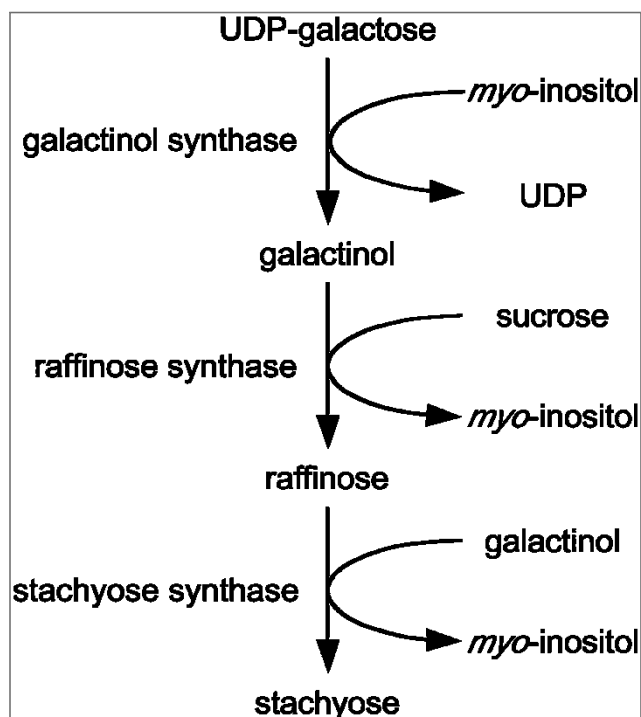 UDP-galactose
myo-inositol
galactinol synthase
UDP
galactinol
sucrose
raffinose synthase
myo-inositol
raffinose
galactinol
stachyose synthase
myo-inositol
stachyose